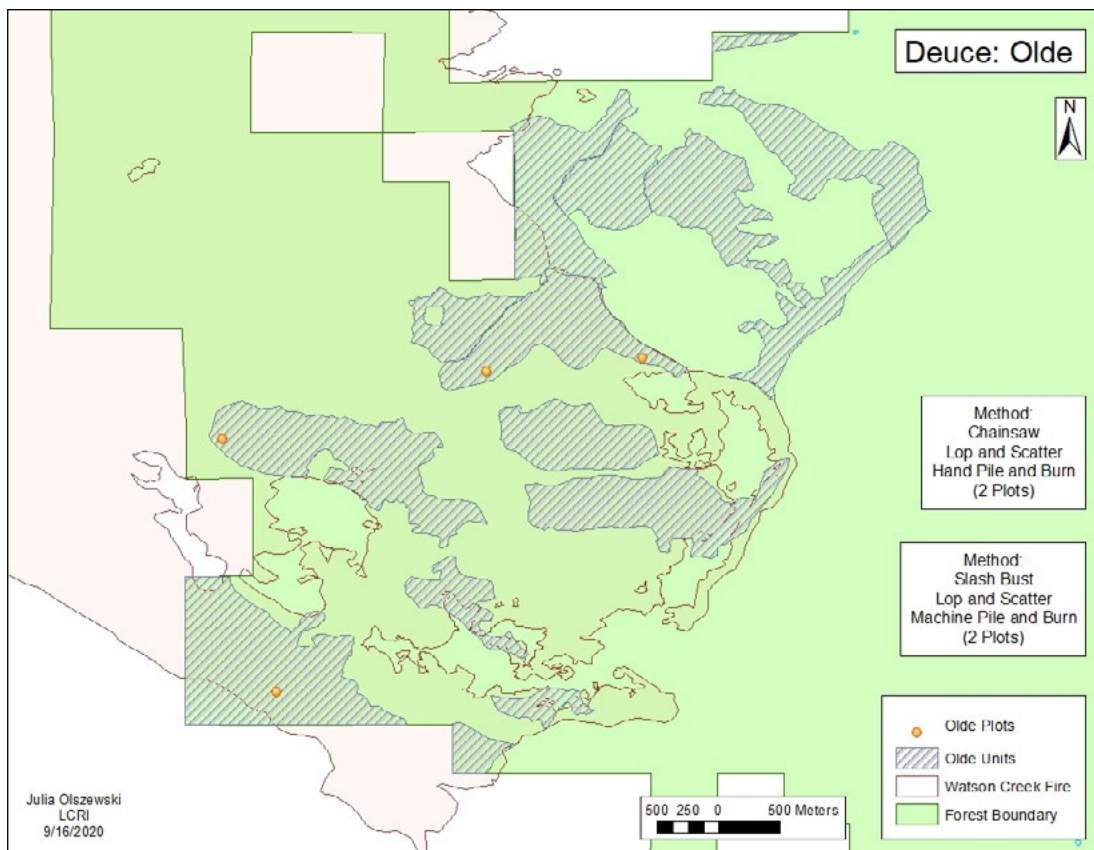 Deuce: Olde
N
Method:
Chainsaw
Lop and Scatter
Hand Pile and Burn
(2 Plots)
Method:
Slash Bust
Lop and Scatter
Machine Pile and Burn
(2 Plots)
Olde Plots
Olde Units
Watson Creek Fire
Forest Boundary
500 250 0 500 Meters
Julia Olszewski
LCRI
9/16/2020